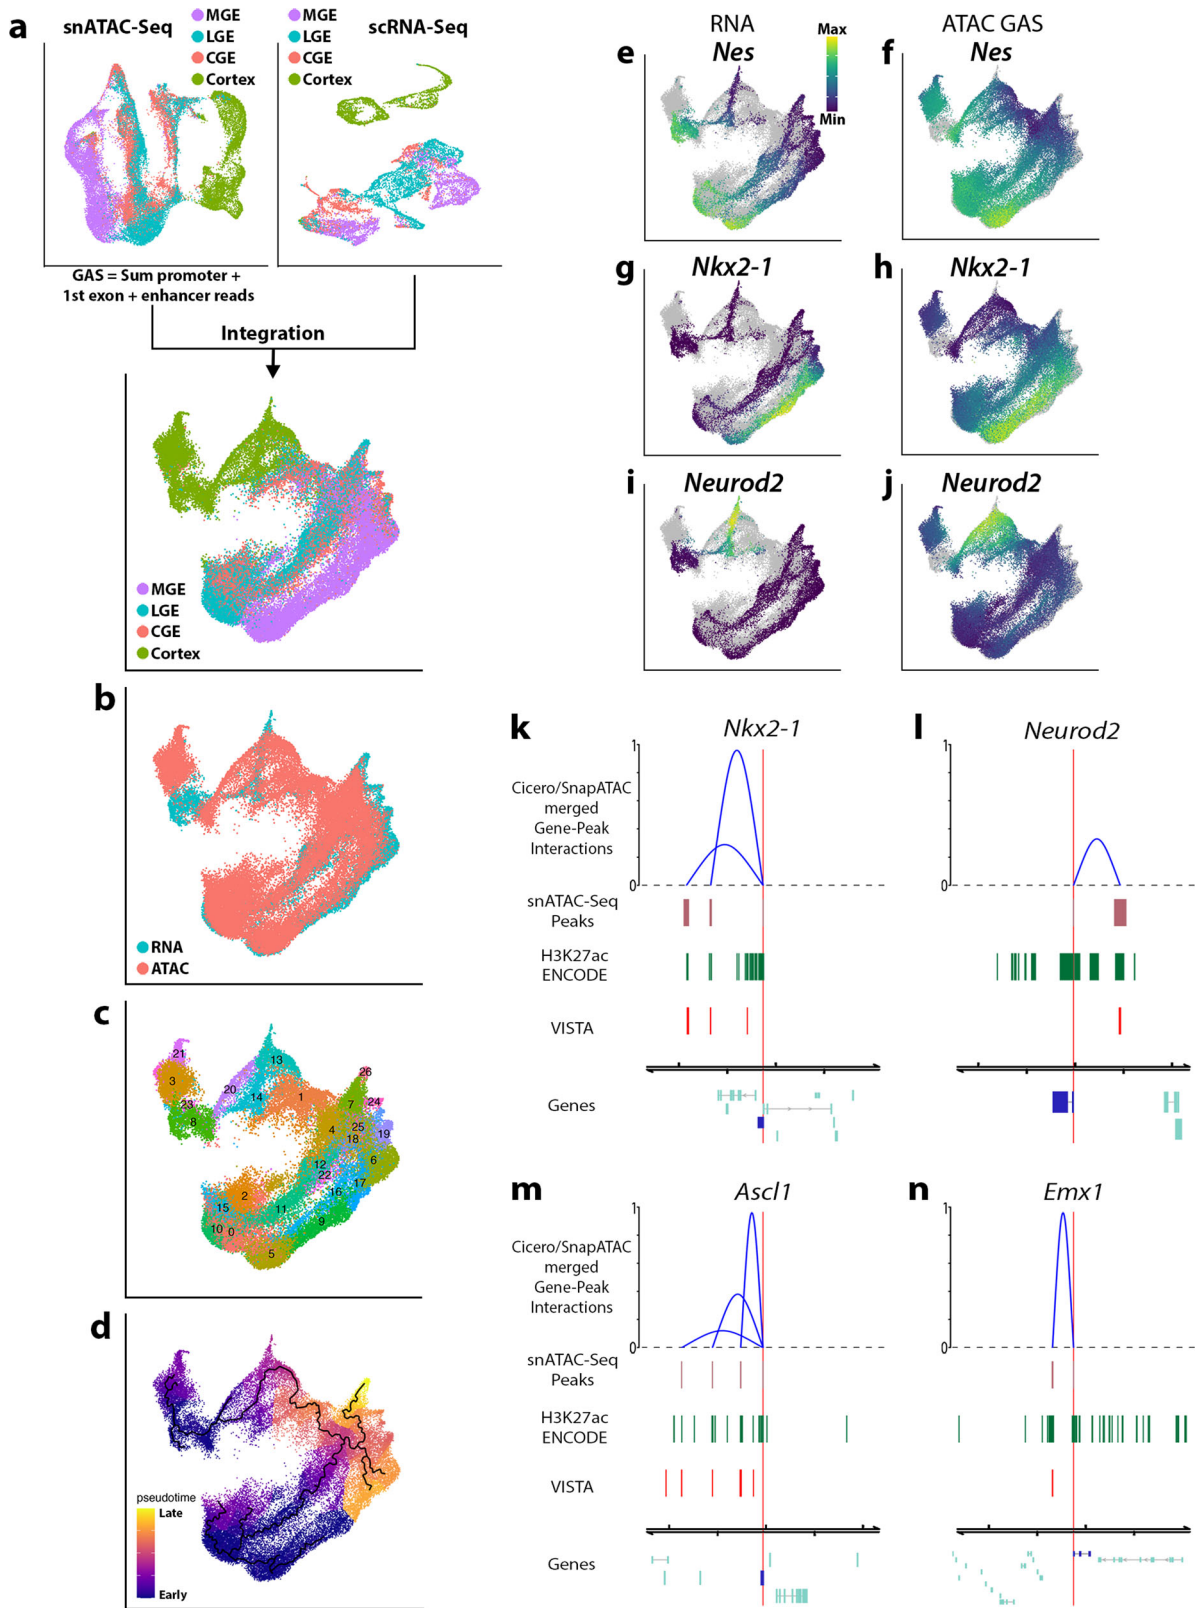 a
snATAC-Seq
MGE
LGE
CGE
Cortex
MGE
LGE
CGE
Cortex
scRNA-Seq
GAS = Sum promoter +
1st exon + enhancer reads
Integration
MGE
LGE
CGE
Cortex
b
RNA
ATAC
c
21
3
23
8
20
13
14
1
26
7
24
4
25
18
19
12
22
6
17
16
2
15
11
10
0
9
5
d
pseudotime
Late
Early
RNA
ATAC GAS
e
Nes
Max
Min
f
Nes
g
Nkx2-1
h
Nkx2-1
i
Neurod2
j
Neurod2
k
Nkx2-1
1
0
Cicero/SnapATAC
merged
Gene-Peak
Interactions
snATAC-Seq
Peaks
H3K27ac
ENCODE
VISTA
Genes
l
Neurod2
1
0
m
Ascl1
1
0
Cicero/SnapATAC
merged
Gene-Peak
Interactions
snATAC-Seq
Peaks
H3K27ac
ENCODE
VISTA
Genes
n
Emx1
1
0